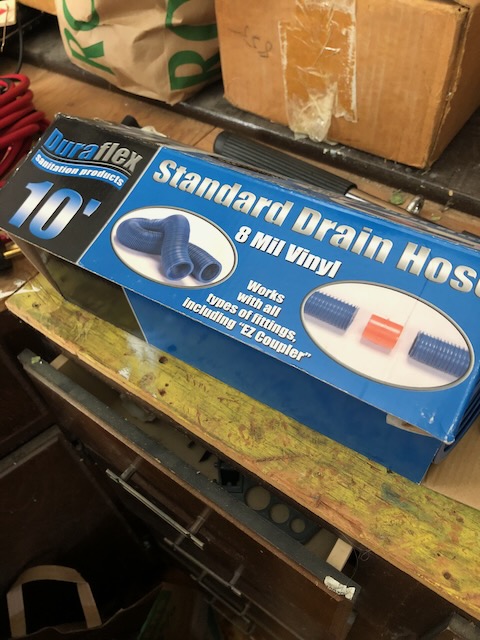 Duraflex
Sanitation products
10'
Standard Drain Hose
8 Mil Vinyl
Works
with all
types of fittings,
including "EZ Coupler"